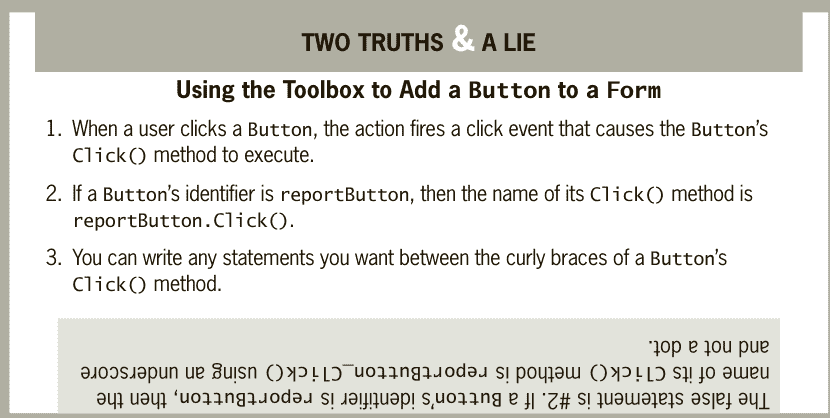 TWO TRUTHS & A LIE
Using the Toolbox to Add a Button to a Form
1. When a user clicks a Button, the action fires a click event that causes the Button’s
Click() method to execute.
2. If a Button’s identifier is reportButton, then the name of its Click() method is
reportButton.Click().
3. You can write any statements you want between the curly braces of a Button’s
Click() method.
The false statement is #2. If a Button’s identifier is reportButton, then the
name of its Click() method is reportButton_Click() using an underscore
and not a dot.